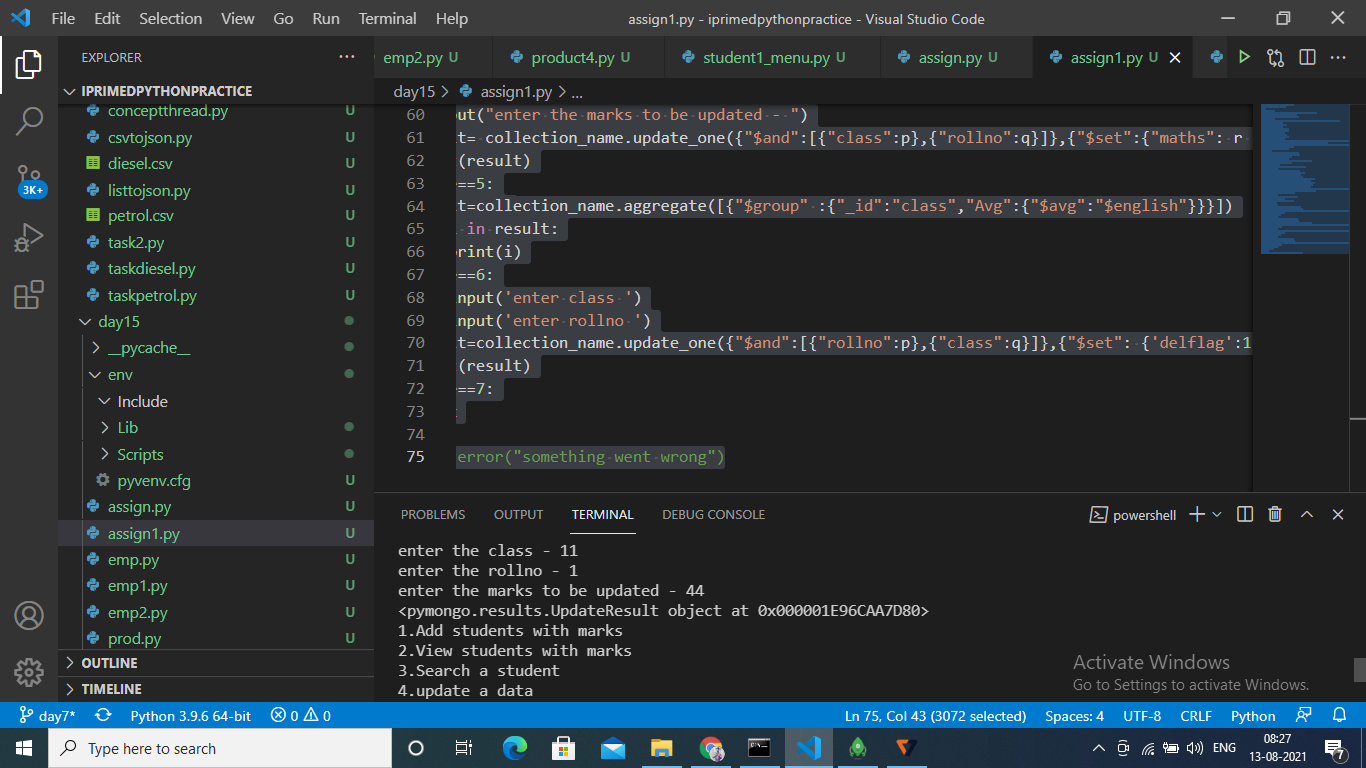 File Edit Selection View Go Run Terminal Help assign1.py - iprimedpythonpractice - Visual Studio Code
EXPLORER ···
emp2.py U product4.py U student1_menu.py U assign.py U assign1.py U
IPRIMEDPYTHONPRACTICE
day15 > assign1.py > ...
conceptthread.py U
csvtojson.py U
diesel.csv U
listtojson.py U
petrol.csv U
task2.py U
taskdiesel.py U
taskpetrol.py U
day15
__pycache__
env
Include
Lib
Scripts
pyvenv.cfg U
assign.py U
assign1.py U
emp.py U
emp1.py U
emp2.py U
prod.py U
OUTLINE
TIMELINE
3K+
60 put("enter the marks to be updated - ")
61 t= collection_name.update_one({"$and":[{"class":p},{"rollno":q}]},{"$set":{"maths": r
62 (result)
63 ==5:
64 t=collection_name.aggregate([{"$group" :{"_id":"class","Avg":{"$avg":"$english"}}}])
65 in result:
66 print(i)
67 ==6:
68 input('enter class ')
69 input('enter rollno ')
70 t=collection_name.update_one({"$and":[{"rollno":p},{"class":q}]},{"$set": {'delflag':1
71 (result)
72 ==7:
73
74
75 error("something went wrong")
PROBLEMS OUTPUT TERMINAL DEBUG CONSOLE powershell
enter the class - 11
enter the rollno - 1
enter the marks to be updated - 44
<pymongo.results.UpdateResult object at 0x000001E96CAA7D80>
1.Add students with marks
2.View students with marks
3.Search a student
4.update a data
Activate Windows
Go to Settings to activate Windows.
day7* Python 3.9.6 64-bit 0 0 Ln 75, Col 43 (3072 selected) Spaces: 4 UTF-8 CRLF Python
Type here to search
ENG
08:27
13-08-2021
7